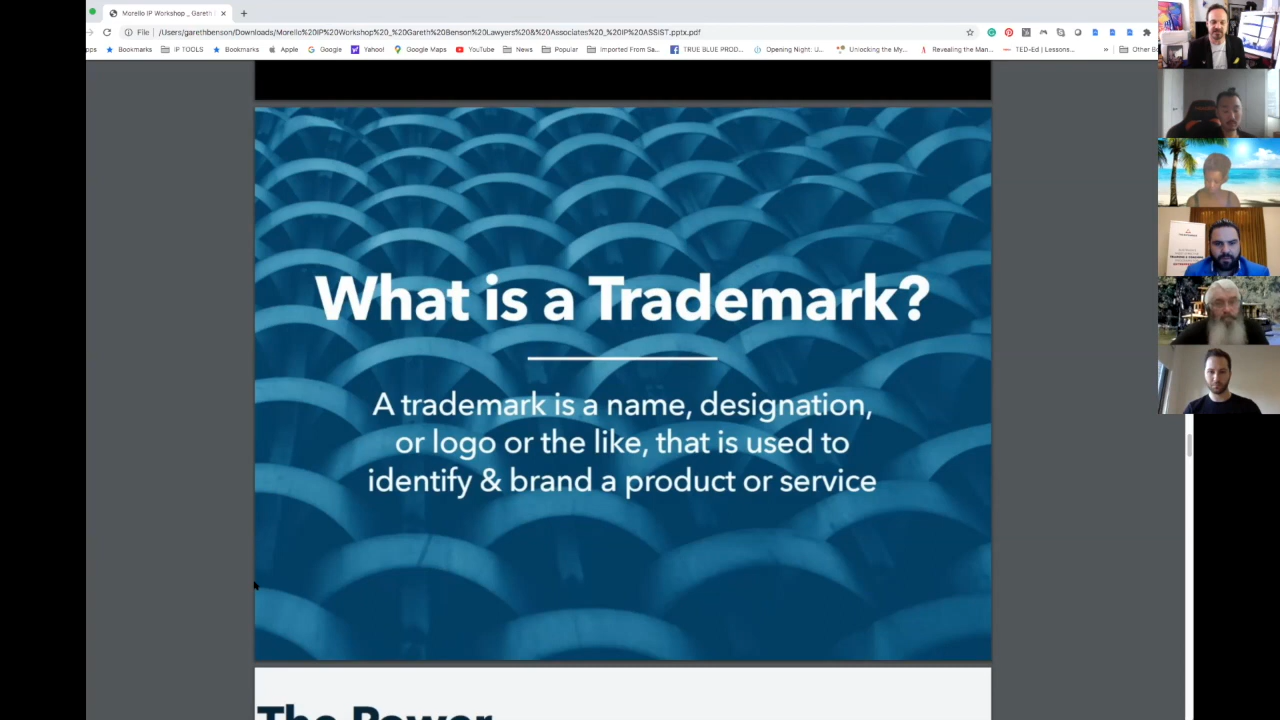 Morello IP Workshop _ Gareth
File
/Users/garethbenson/Downloads/Morello%20IP%20Workshop%20_%20Gareth%20Benson%20Lawyers%20&%20Associates%20_%20IP%20ASSIST.pptx.pdf
pps
Bookmarks
IP TOOLS
Bookmarks
Apple
Google
Yahoo!
Google Maps
YouTube
News
Popular
Imported From Sa...
TRUE BLUE PROD...
Opening Night: U...
Unlocking the My...
Revealing the Man...
TED-Ed | Lessons...
»
Other Bo
What is a Trademark?
A trademark is a name, designation,
or logo or the like, that is used to
identify & brand a product or service
The Power